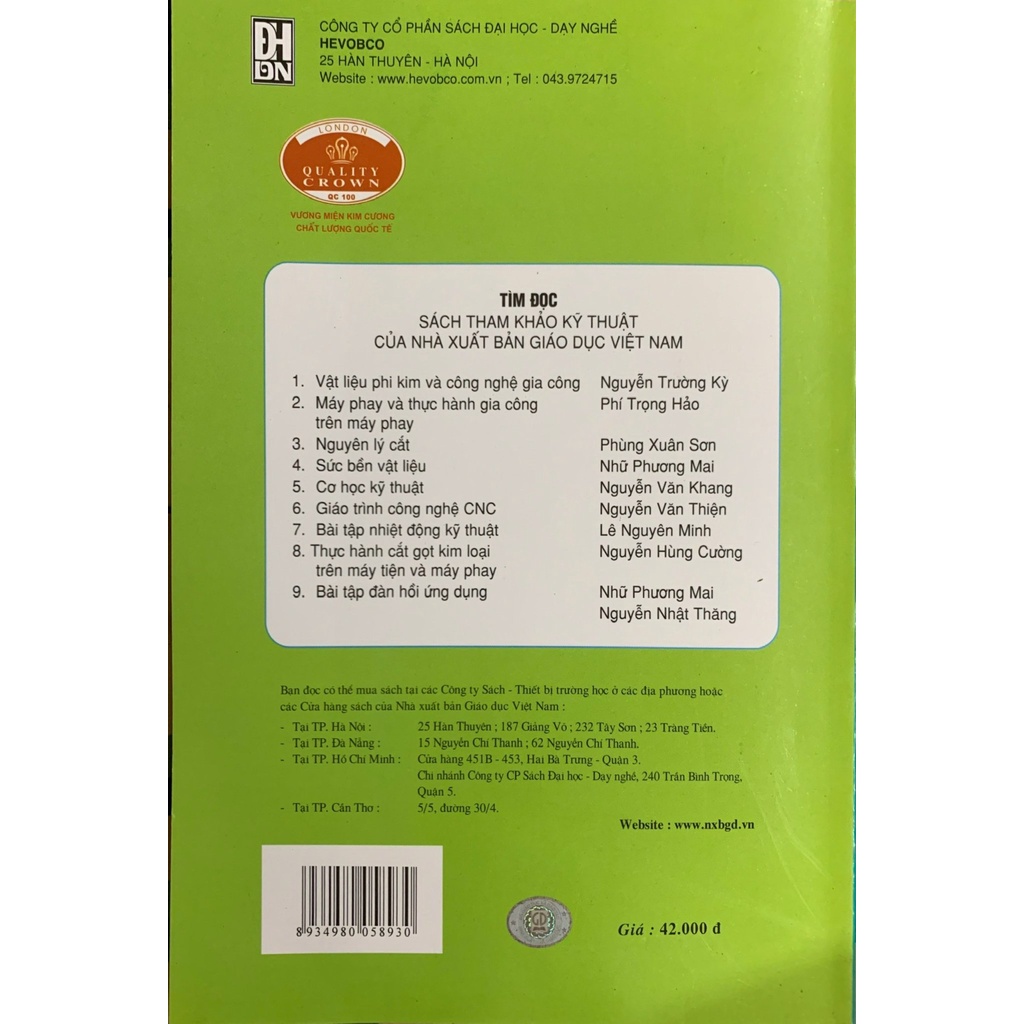 ĐH
DN
CÔNG TY CỔ PHẦN SÁCH ĐẠI HỌC - DẠY NGHỀ
HEVOBCO
25 HÀN THUYÊN - HÀ NỘI
Website : www.hevobco.com.vn ; Tel : 043.9724715
LONDON
QUALITY
CROWN
QC 100
VƯƠNG MIỆN KIM CƯƠNG
CHẤT LƯỢNG QUỐC TẾ
TÌM ĐỌC
SÁCH THAM KHẢO KỸ THUẬT
CỦA NHÀ XUẤT BẢN GIÁO DỤC VIỆT NAM
1. Vật liệu phi kim và công nghệ gia công Nguyễn Trường Kỳ
2. Máy phay và thực hành gia công Phí Trọng Hảo
trên máy phay
3. Nguyên lý cắt Phùng Xuân Sơn
4. Sức bền vật liệu Nhữ Phương Mai
5. Cơ học kỹ thuật Nguyễn Văn Khang
6. Giáo trình công nghệ CNC Nguyễn Văn Thiện
7. Bài tập nhiệt động kỹ thuật Lê Nguyên Minh
8. Thực hành cắt gọt kim loại Nguyễn Hùng Cường
trên máy tiện và máy phay
9. Bài tập đàn hồi ứng dụng Nhữ Phương Mai
Nguyễn Nhật Thăng
Bạn đọc có thể mua sách tại các Công ty Sách - Thiết bị trường học ở các địa phương hoặc
các Cửa hàng sách của Nhà xuất bản Giáo dục Việt Nam :
- Tại TP. Hà Nội : 25 Hàn Thuyên ; 187 Giảng Võ ; 232 Tây Sơn ; 23 Tràng Tiền.
- Tại TP. Đà Nẵng : 15 Nguyễn Chí Thanh ; 62 Nguyễn Chí Thanh.
- Tại TP. Hồ Chí Minh : Cửa hàng 451B - 453, Hai Bà Trưng - Quận 3.
Chi nhánh Công ty CP Sách Đại học - Dạy nghề, 240 Trần Bình Trọng,
Quận 5.
- Tại TP. Cần Thơ : 5/5, đường 30/4.
Website : www.nxbgd.vn
8 934980 058930
GD
Giá : 42.000 đ